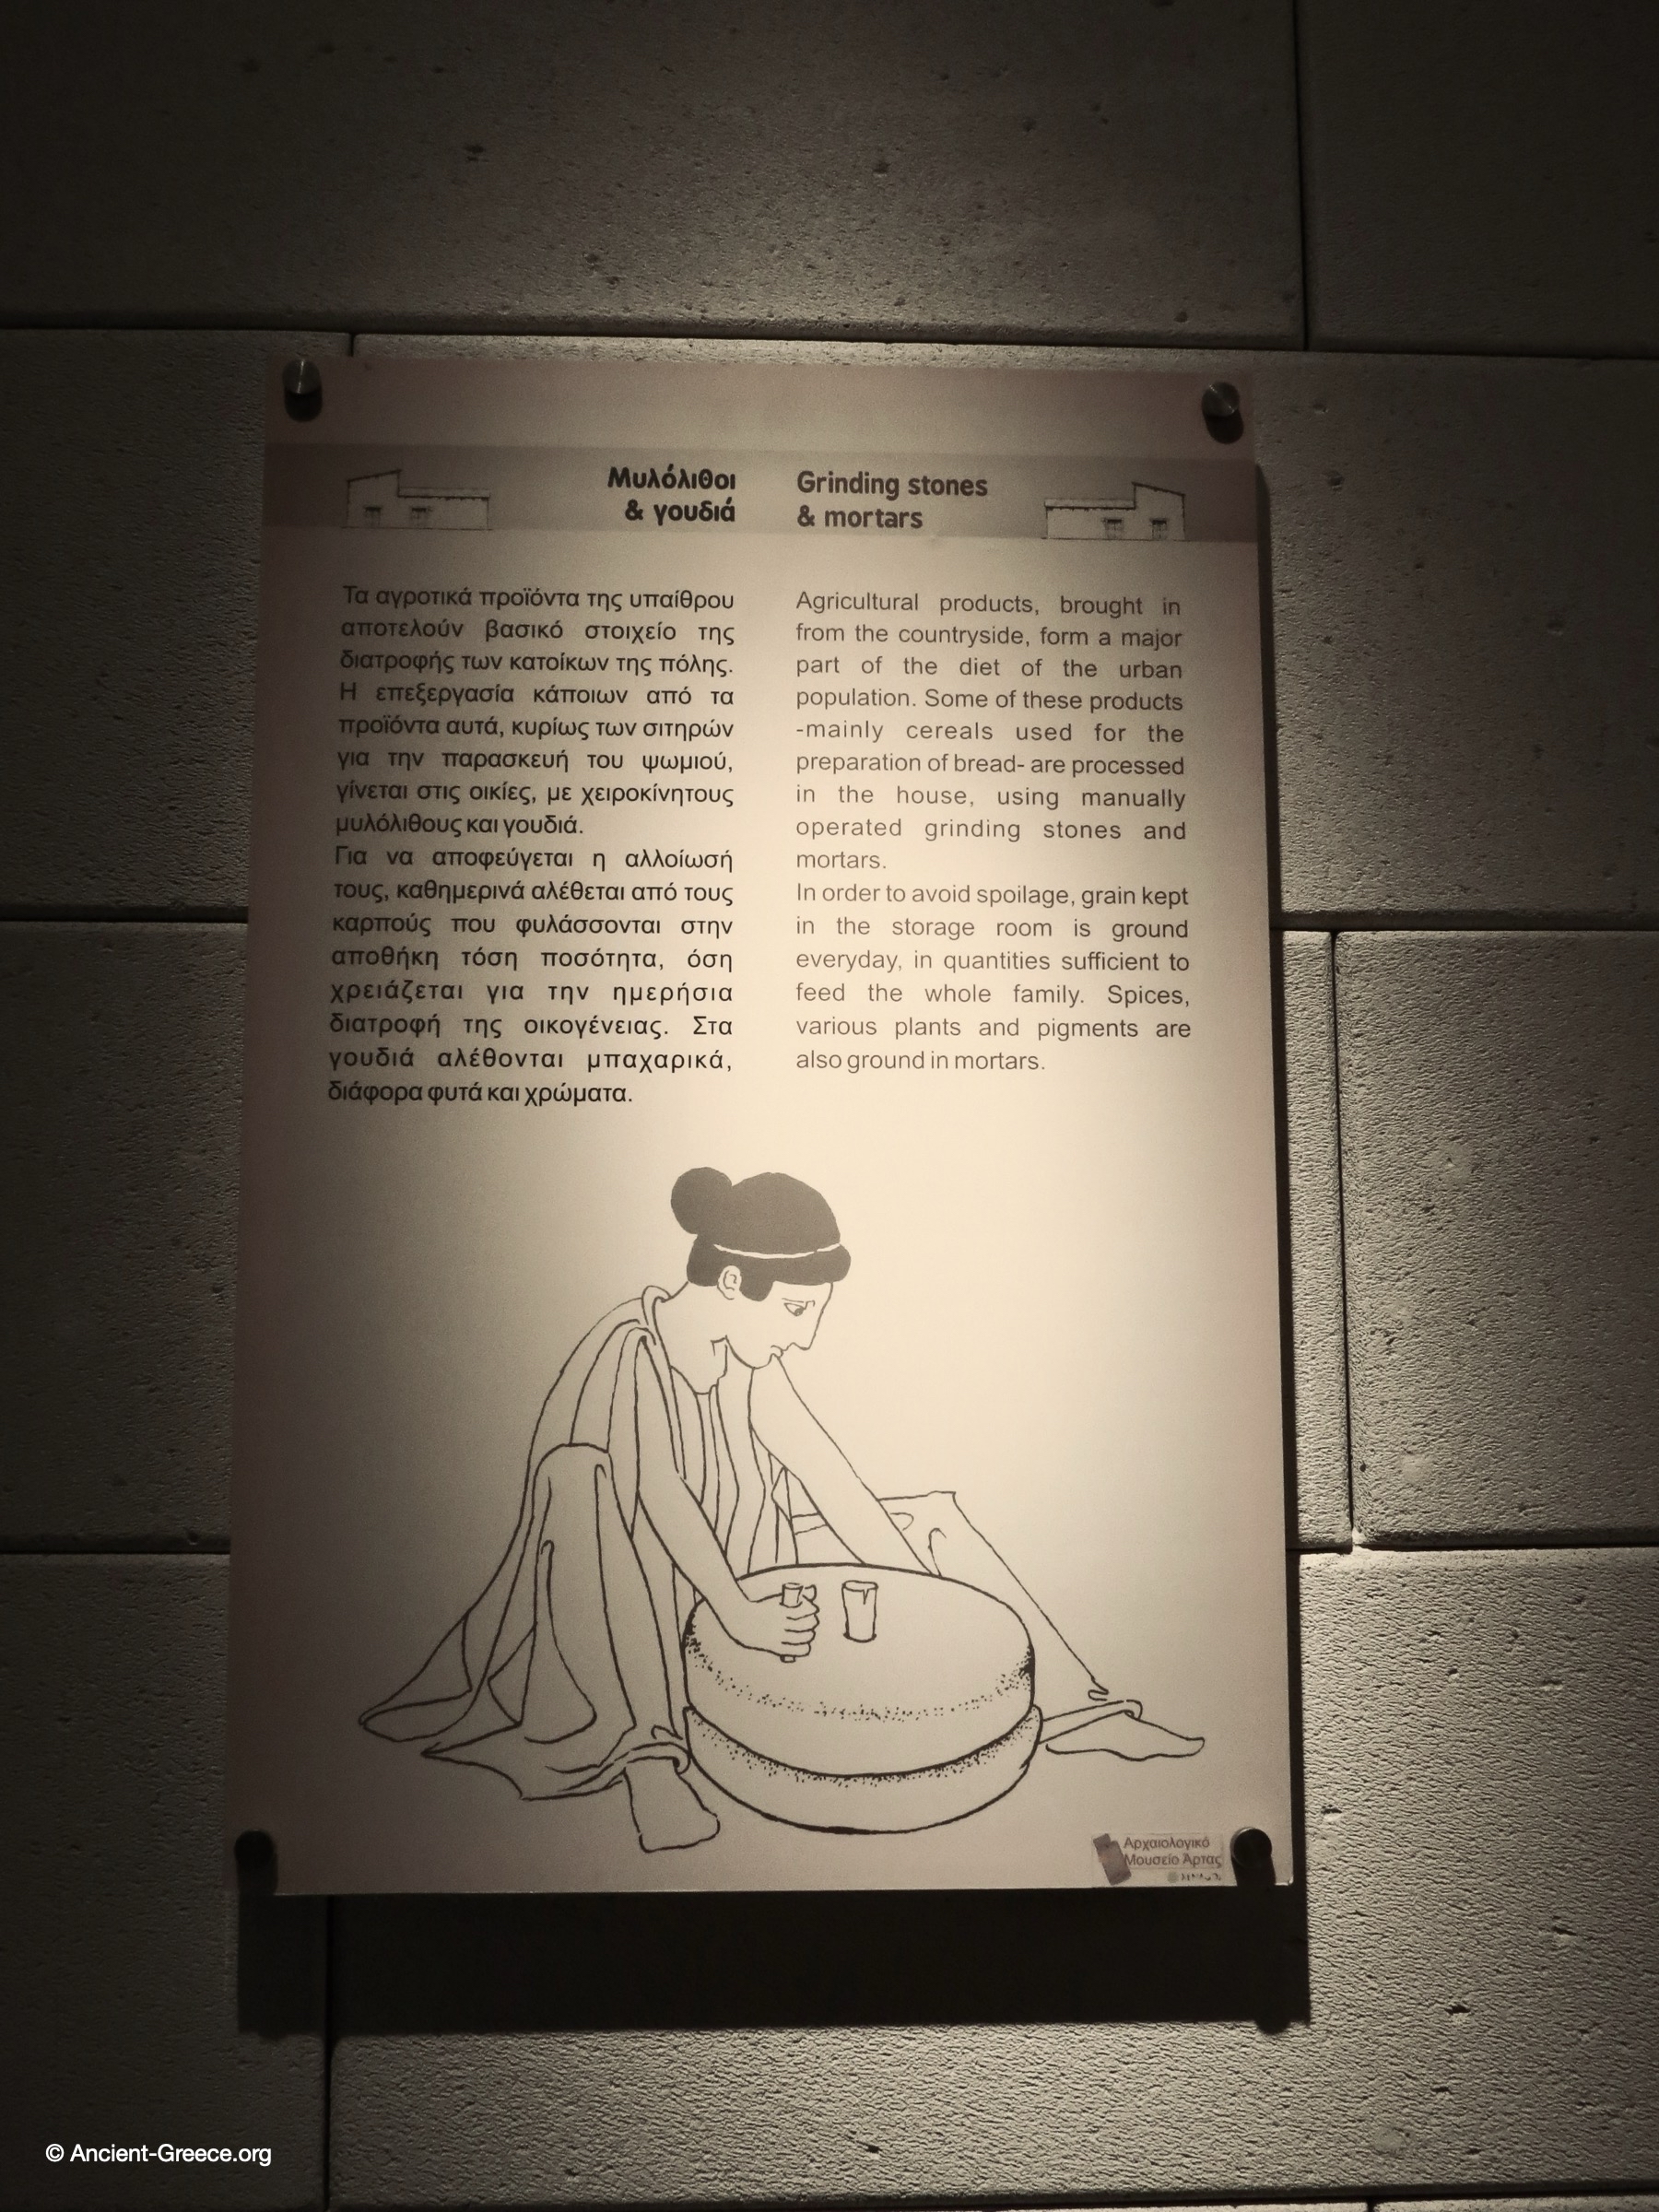 Μυλόλιθοι
& γουδιά
Τα αγροτικά προϊόντα της υπαίθρου
αποτελούν βασικό στοιχείο της
διατροφής των κατοίκων της πόλης.
Η επεξεργασία κάποιων από τα
προϊόντα αυτά, κυρίως των σιτηρών
για την παρασκευή του ψωμιού,
γίνεται στις οικίες, με χειροκίνητους
μυλόλιθους και γουδιά.
Για να αποφεύγεται η αλλοίωσή
τους, καθημερινά αλέθεται από τους
καρπούς που φυλάσσονται στην
αποθήκη τόση ποσότητα, όση
χρειάζεται για την ημερήσια
διατροφή της οικογένειας. Στα
γουδιά αλέθονται μπαχαρικά,
διάφορα φυτά και χρώματα.
Grinding stones
& mortars
Agricultural products, brought in
from the countryside, form a major
part of the diet of the urban
population. Some of these products
-mainly cereals used for the
preparation of bread- are processed
in the house, using manually
operated grinding stones and
mortars.
In order to avoid spoilage, grain kept
in the storage room is ground
everyday, in quantities sufficient to
feed the whole family. Spices,
various plants and pigments are
also ground in mortars.
Αρχαιολογικό
Μουσείο Άρτας
© Ancient-Greece.org